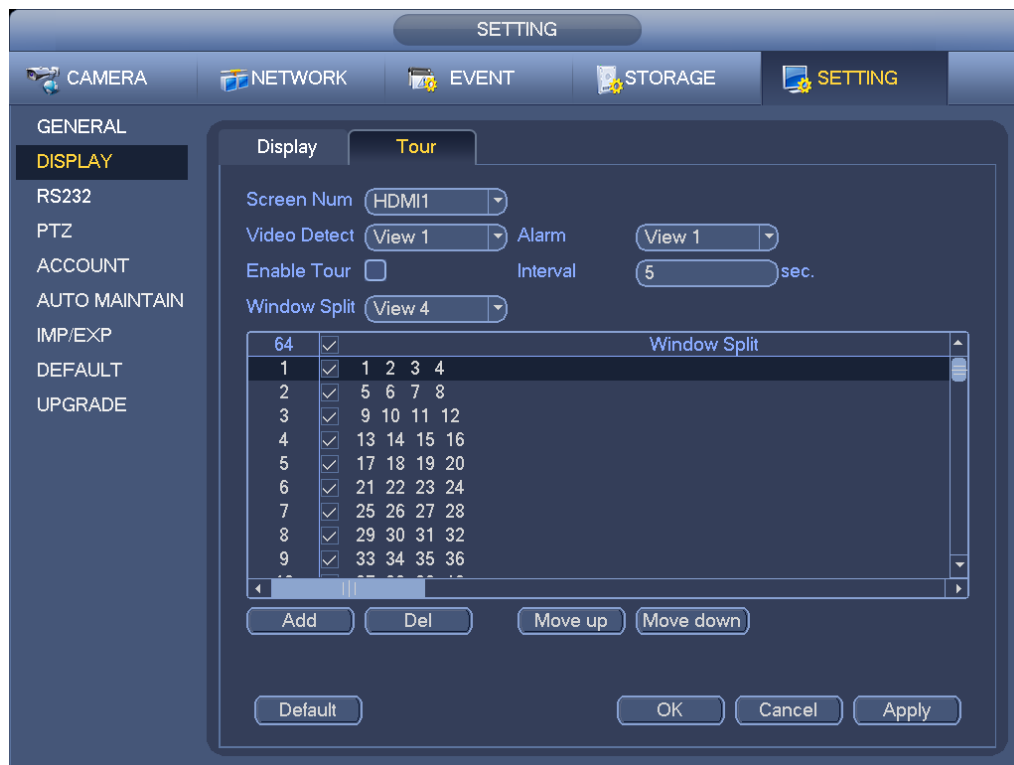 SETTING
CAMERA NETWORK EVENT STORAGE SETTING
GENERAL
DISPLAY
RS232
PTZ
ACCOUNT
AUTO MAINTAIN
IMP/EXP
DEFAULT
UPGRADE
Display Tour
Screen Num HDMI1
Video Detect View 1 Alarm View 1
Enable Tour Interval 5 sec.
Window Split View 4
64 Window Split
1 1 2 3 4
2 5 6 7 8
3 9 10 11 12
4 13 14 15 16
5 17 18 19 20
6 21 22 23 24
7 25 26 27 28
8 29 30 31 32
9 33 34 35 36
Add Del Move up Move down
Default OK Cancel Apply